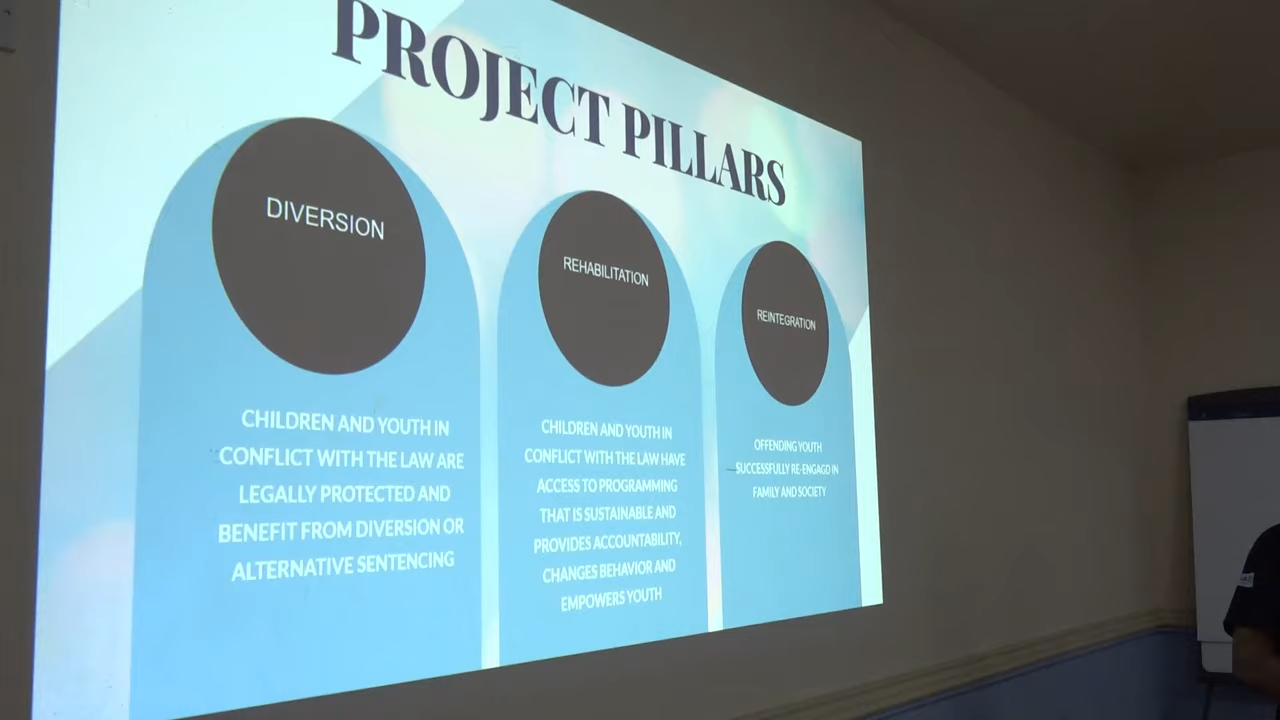 PROJECT PILLARS
DIVERSION
CHILDREN AND YOUTH IN
CONFLICT WITH THE LAW ARE
LEGALLY PROTECTED AND
BENEFIT FROM DIVERSION OR
ALTERNATIVE SENTENCING
REHABILITATION
CHILDREN AND YOUTH IN
CONFLICT WITH THE LAW HAVE
ACCESS TO PROGRAMMING
THAT IS SUSTAINABLE AND
PROVIDES ACCOUNTABILITY,
CHANGES BEHAVIOR AND
EMPOWERS YOUTH
REINTEGRATION
OFFENDING YOUTH
SUCCESSFULLY RE-ENGAGD IN
FAMILY AND SOCIETY